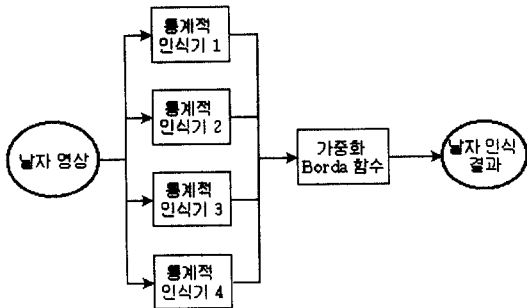 통계적
인식기 1
통계적
인식기 2
통계적
인식기 3
통계적
인식기 4
낱자 영상
가중화
Borda 함수
낱자 인식
결과